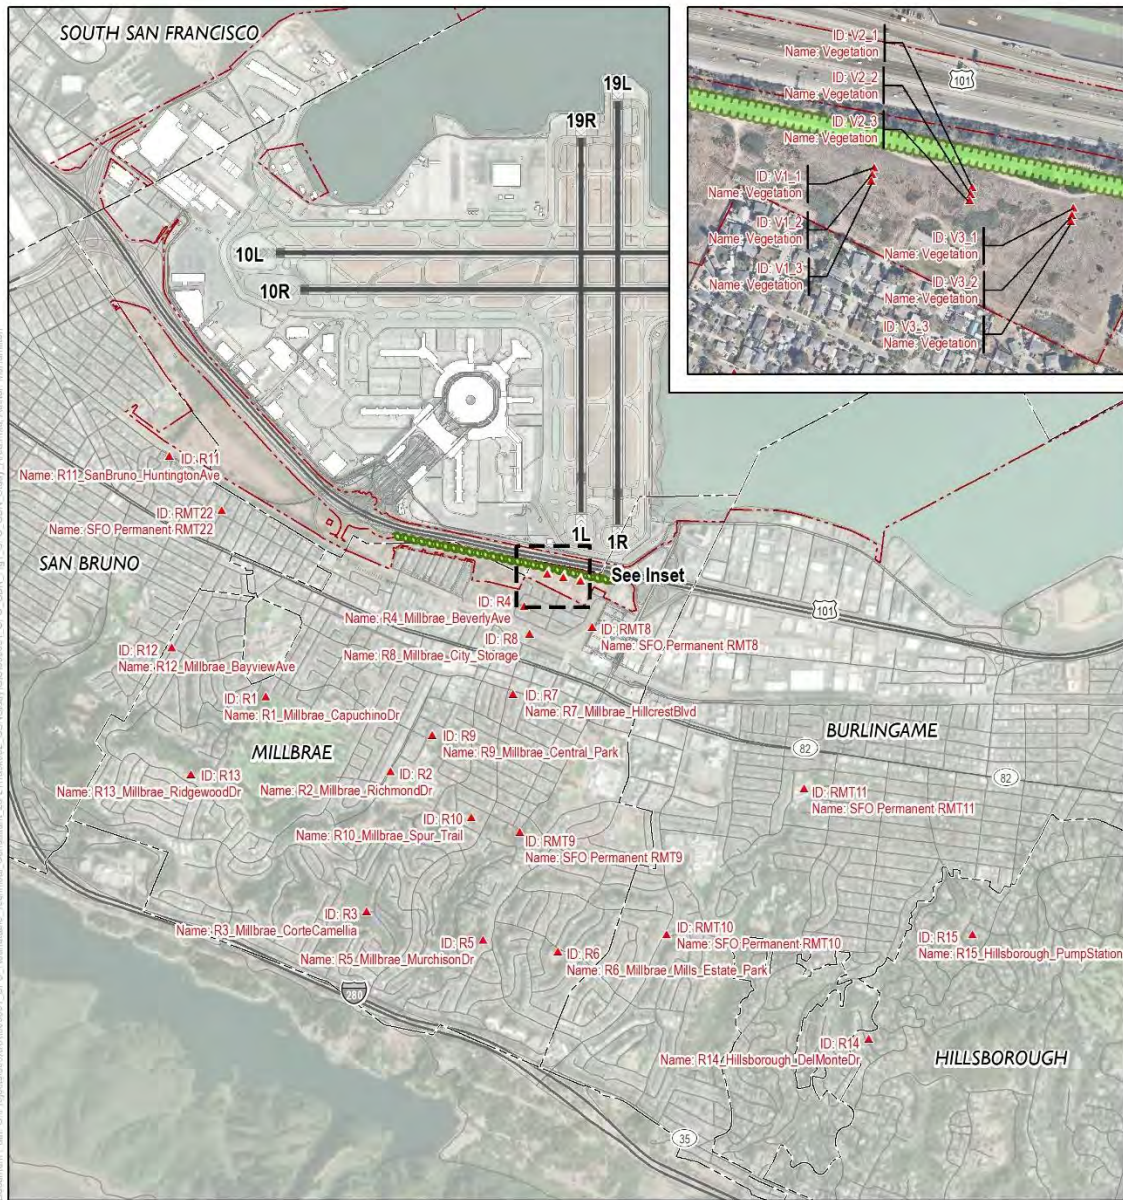 SOUTH SAN FRANCISCO
19L
19R
10L
10R
1L
1R
See Inset
101
ID: V2_1
Name: Vegetation
101
ID: V2_2
Name: Vegetation
ID: V2_3
Name: Vegetation
ID: V1_1
Name: Vegetation
ID: V1_2
Name: Vegetation
ID: V1_3
Name: Vegetation
ID: V3_1
Name: Vegetation
ID: V3_2
Name: Vegetation
ID: V3_3
Name: Vegetation
ID: R11
Name: R11_SanBruno_HuntingtonAve
ID: RMT22
Name: SFO Permanent RMT22
SAN BRUNO
ID: R4
Name: R4_Millbrae_BeverlyAve
ID: R8
Name: R8_Millbrae_City_Storage
ID: RMT8
Name: SFO Permanent RMT8
ID: R12
Name: R12_Millbrae_BayviewAve
ID: R1
Name: R1_Millbrae_CapuchinoDr
ID: R7
Name: R7_Millbrae_HillcrestBlvd
MILLBRAE
BURLINGAME
ID: R9
Name: R9_Millbrae_Central_Park
82
82
ID: R13
Name: R13_Millbrae_RidgewoodDr
ID: R2
Name: R2_Millbrae_RichmondDr
ID: RMT11
Name: SFO Permanent RMT11
ID: R10
Name: R10_Millbrae_Spur_Trail
ID: RMT9
Name: SFO Permanent RMT9
ID: R3
Name: R3_Millbrae_CorteCamellia
ID: R5
Name: R5_Millbrae_MurchisonDr
ID: R6
Name: R6_Millbrae_Mills_Estate_Park
ID: RMT10
Name: SFO Permanent RMT10
ID: R15
Name: R15_Hillsborough_PumpStation
280
ID: R14
Name: R14_Hillsborough_DelMonteDr
HILLSBOROUGH
35